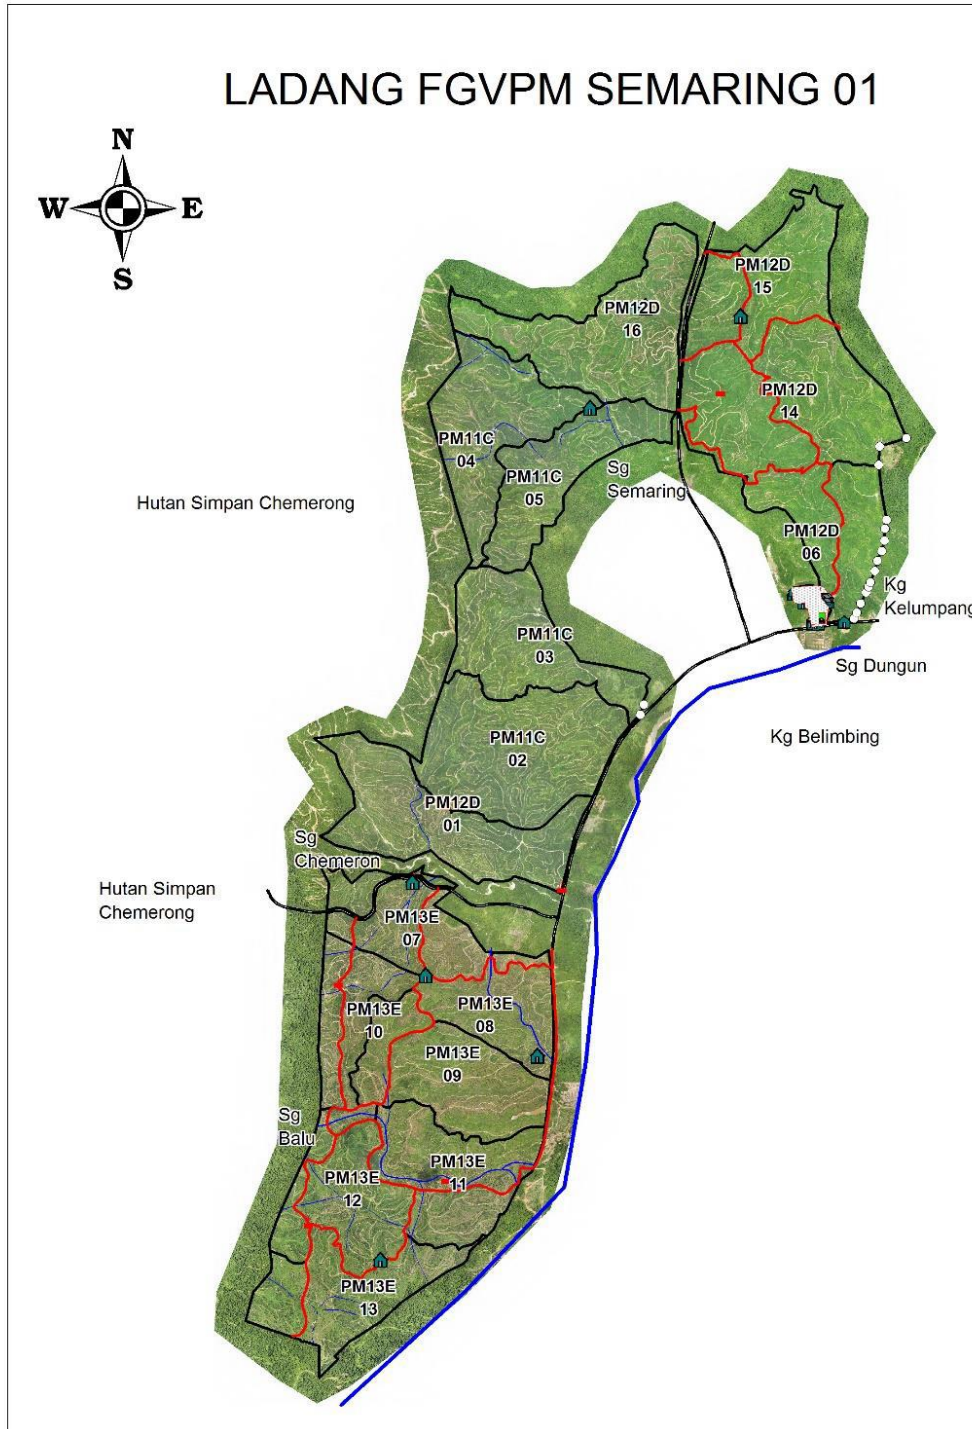 LADANG FGVPM SEMARING 01
N
W
E
S
PM12D
15
PM12D
16
PM12D
14
PM11C
04
PM11C
05
Sg
Semaring
Hutan Simpan Chemerong
PM12D
06
Kg
Kelumpang
PM11C
03
Sg Dungun
PM11C
02
Kg Belimbing
PM12D
01
Sg
Chemeron
Hutan Simpan
Chemerong
PM13E
07
PM13E
10
PM13E
08
PM13E
09
Sg
Balu
PM13E
11
PM13E
12
PM13E
13